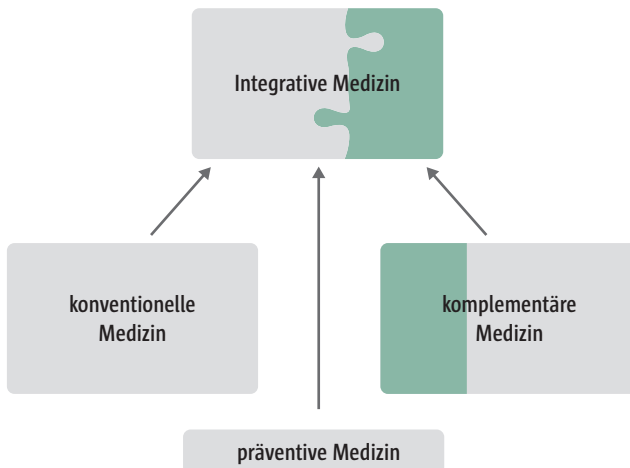 Integrative Medizin
konventionelle
Medizin
komplementäre
Medizin
präventive Medizin